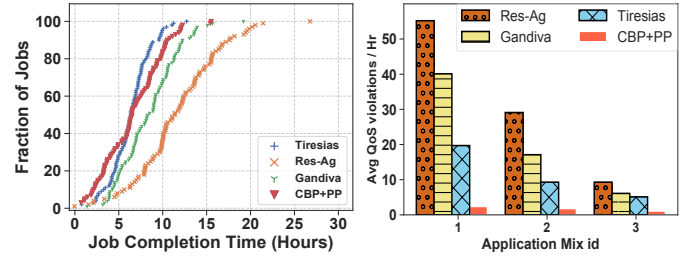 100
80
60
40
20
0
Fraction of Jobs
0 5 10 15 20 25 30
Job Completion Time (Hours)
Tiresias
Res-Ag
Gandiva
CBP+PP
50
40
30
20
10
0
Avg QoS violations / Hr
1 2 3
Application Mix id
Res-Ag
Gandiva
Tiresias
CBP+PP